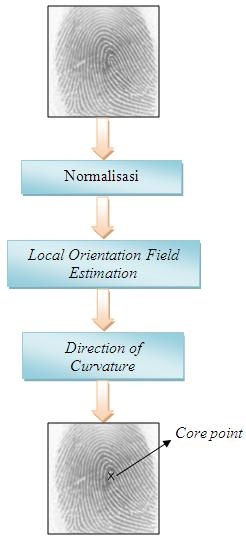 Normalisasi
Local Orientation Field
Estimation
Direction of
Curvature
Core point
x